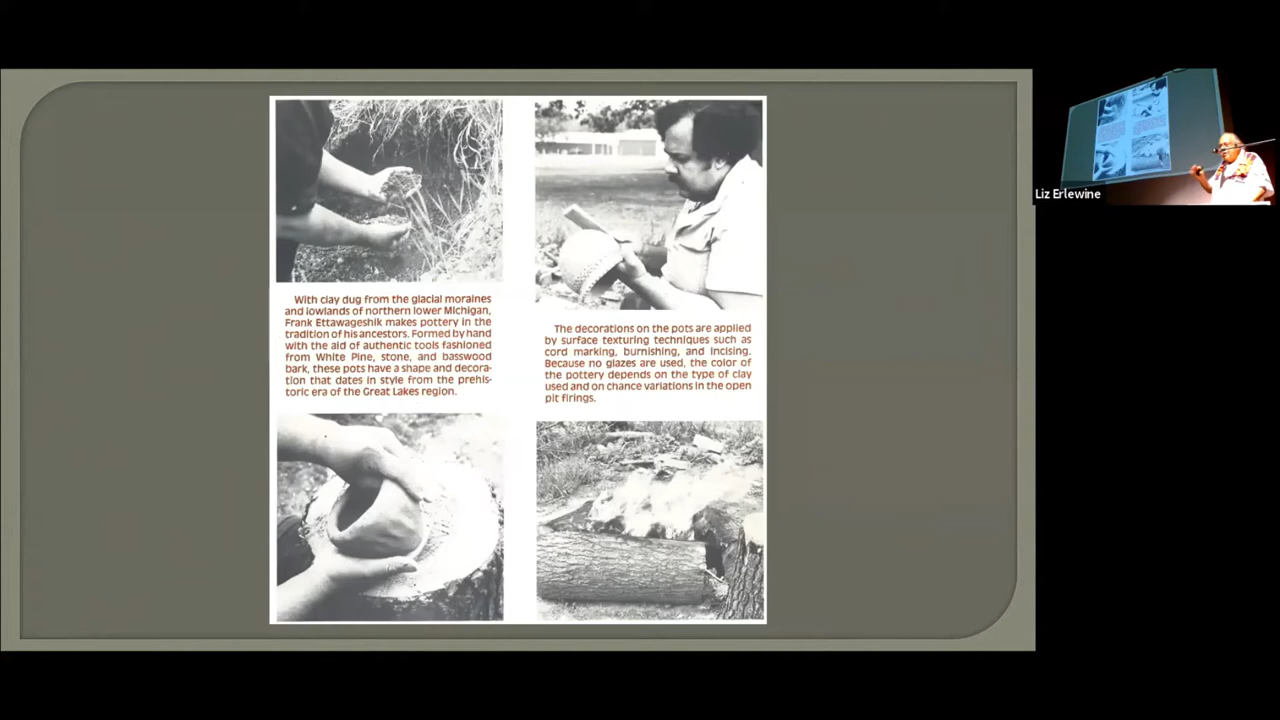 With clay dug from the glacial moraines
and lowlands of northern lower Michigan,
Frank Ettawageshik makes pottery in the
tradition of his ancestors. Formed by hand
with the aid of authentic tools fashioned
from White Pine, stone, and basswood
bark, these pots have a shape and decora-
tion that dates in style from the prehis-
toric era of the Great Lakes region.
The decorations on the pots are applied
by surface texturing techniques such as
cord marking, burnishing, and incising.
Because no glazes are used, the color of
the pottery depends on the type of clay
used and on chance variations in the open
pit firings.
Liz Erlewine